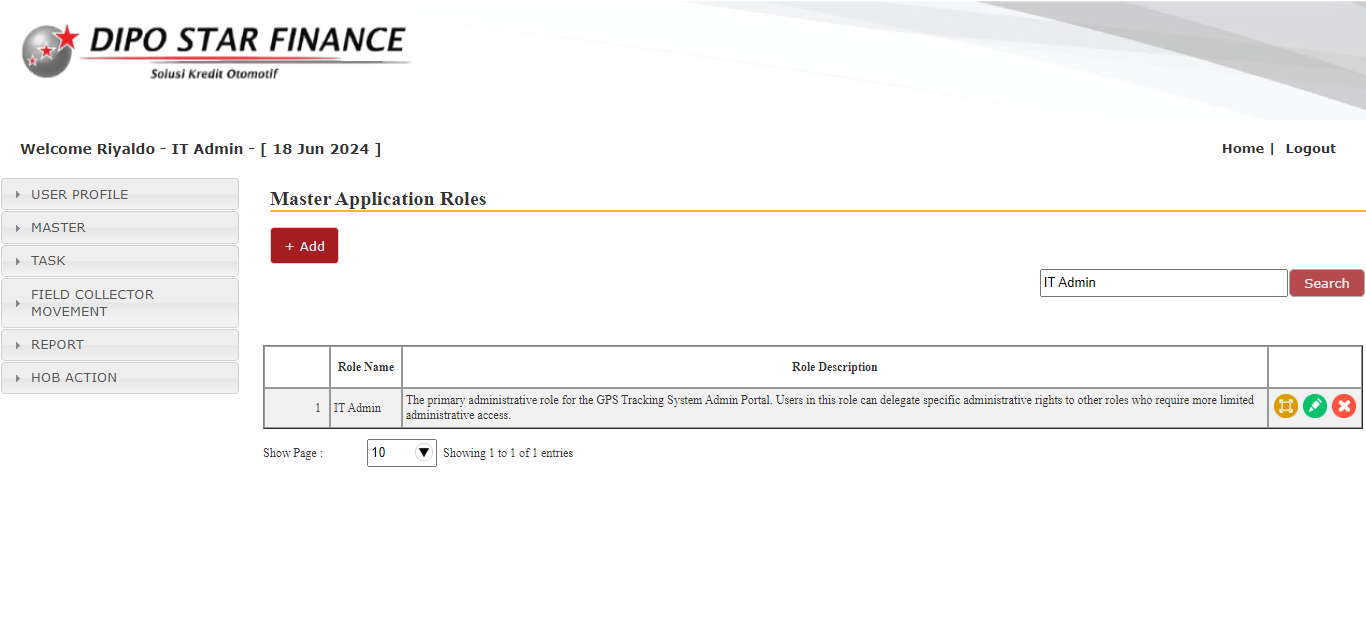 DIPO STAR FINANCE
Solusi Kredit Otomotif
Welcome Riyaldo - IT Admin - [ 18 Jun 2024 ]
Home | Logout
USER PROFILE
MASTER
TASK
FIELD COLLECTOR
MOVEMENT
REPORT
HOB ACTION
Master Application Roles
+ Add
IT Admin
Search
Role Name
Role Description
1
IT Admin
The primary administrative role for the GPS Tracking System Admin Portal. Users in this role can delegate specific administrative rights to other roles who require more limited
administrative access.
Show Page :
10
Showing 1 to 1 of 1 entries